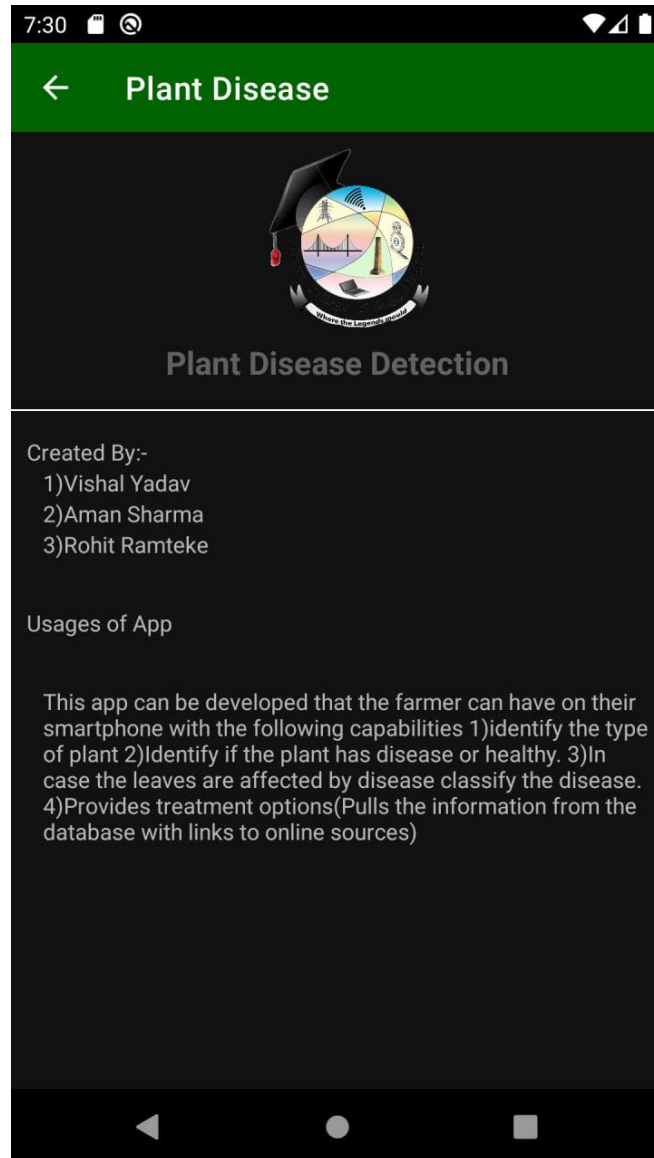 7:30
Plant Disease
Where the Legends mould
Plant Disease Detection
Created By:-
1)Vishal Yadav
2)Aman Sharma
3)Rohit Ramteke
Usages of App
This app can be developed that the farmer can have on their
smartphone with the following capabilities 1)identify the type
of plant 2)Identify if the plant has disease or healthy. 3)In
case the leaves are affected by disease classify the disease.
4)Provides treatment options(Pulls the information from the
database with links to online sources)